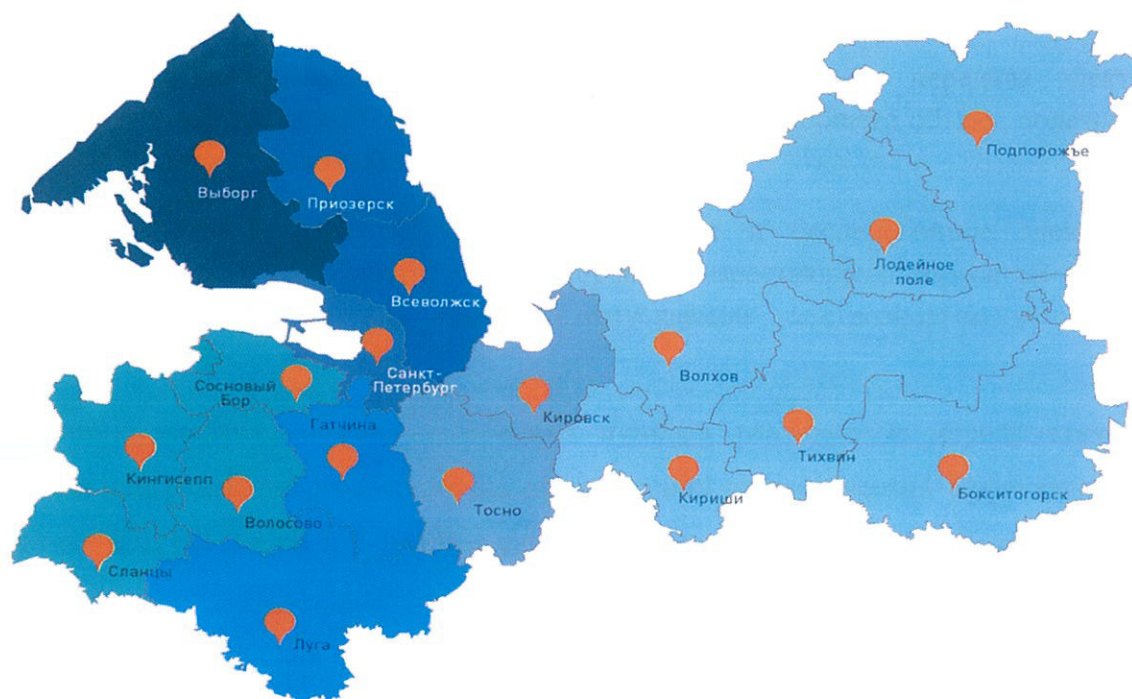 Подпорожье
Выборг
Приозерск
Лодейное
поле
Всеволжск
Санкт-
Петербург
Волхов
Сосновый
Бор
Кировск
Гатчина
Тихвин
Кингисепп
Кириши
Бокситогорск
Волосово
Тосно
Сланцы
Луга